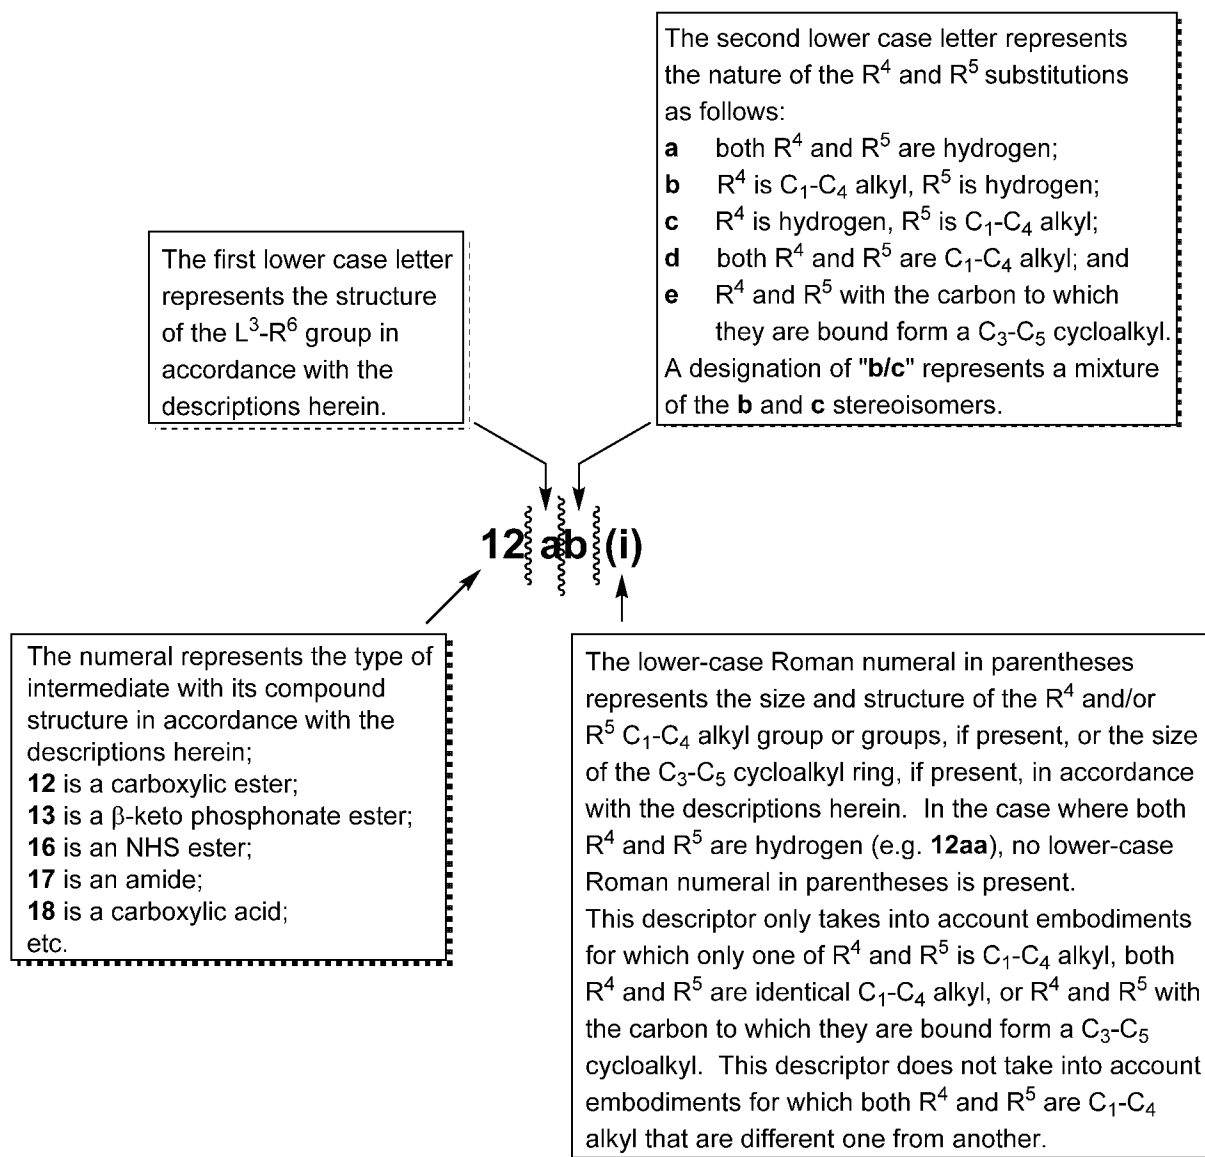 The second lower case letter represents
the nature of the R⁴ and R⁵ substitutions
as follows:
a both R⁴ and R⁵ are hydrogen;
b R⁴ is C₁-C₄ alkyl, R⁵ is hydrogen;
c R⁴ is hydrogen, R⁵ is C₁-C₄ alkyl;
d both R⁴ and R⁵ are C₁-C₄ alkyl; and
e R⁴ and R⁵ with the carbon to which
they are bound form a C₃-C₅ cycloalkyl.
A designation of "b/c" represents a mixture
of the b and c stereoisomers.
The first lower case letter
represents the structure
of the L³-R⁶ group in
accordance with the
descriptions herein.
12 ab (i)
The numeral represents the type of
intermediate with its compound
structure in accordance with the
descriptions herein;
12 is a carboxylic ester;
13 is a β-keto phosphonate ester;
16 is an NHS ester;
17 is an amide;
18 is a carboxylic acid;
etc.
The lower-case Roman numeral in parentheses
represents the size and structure of the R⁴ and/or
R⁵ C₁-C₄ alkyl group or groups, if present, or the size
of the C₃-C₅ cycloalkyl ring, if present, in accordance
with the descriptions herein. In the case where both
R⁴ and R⁵ are hydrogen (e.g. 12aa), no lower-case
Roman numeral in parentheses is present.
This descriptor only takes into account embodiments
for which only one of R⁴ and R⁵ is C₁-C₄ alkyl, both
R⁴ and R⁵ are identical C₁-C₄ alkyl, or R⁴ and R⁵ with
the carbon to which they are bound form a C₃-C₅
cycloalkyl. This descriptor does not take into account
embodiments for which both R⁴ and R⁵ are C₁-C₄
alkyl that are different one from another.